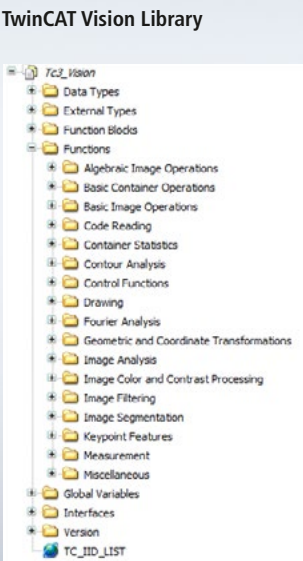 TwinCAT Vision Library
Tc3_Vision
Data Types
External Types
Function Blocks
Functions
Algebraic Image Operations
Basic Container Operations
Basic Image Operations
Code Reading
Container Statistics
Contour Analysis
Control Functions
Drawing
Fourier Analysis
Geometric and Coordinate Transformations
Image Analysis
Image Color and Contrast Processing
Image Filtering
Image Segmentation
Keypoint Features
Measurement
Miscellaneous
Global Variables
Interfaces
Version
TC_IID_LIST